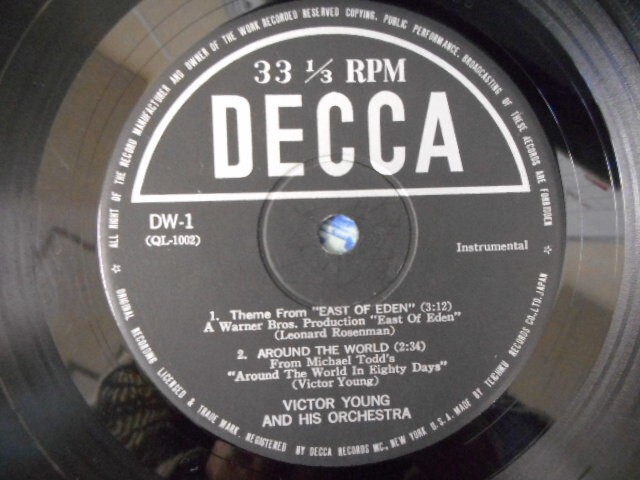 ALL RIGHT OF THE RECORD MANUFACTURER AND OWNER OF THE WORK RECORDED RESERVED COPYING, PUBLIC PERFORMANCE, BROADCASTING OF THESE RECORDS ARE FORBIDDEN
33 1/3 RPM
DECCA
DW-1
(QL-1002)
Instrumental
1. Theme From "EAST OF EDEN" (3:12)
A Warner Bros. Production "East Of Eden"
(Leonard Rosenman)
2. AROUND THE WORLD (2:34)
From Michael Todd's
"Around The World In Eighty Days"
(Victor Young)
VICTOR YOUNG
AND HIS ORCHESTRA
ORIGINAL RECORDING, LICENSED & TRADE MARK, REGISTERED BY DECCA RECORDS INC., NEW YORK U.S.A. MADE BY TEICHIKU RECORDS CO., LTD. JAPAN